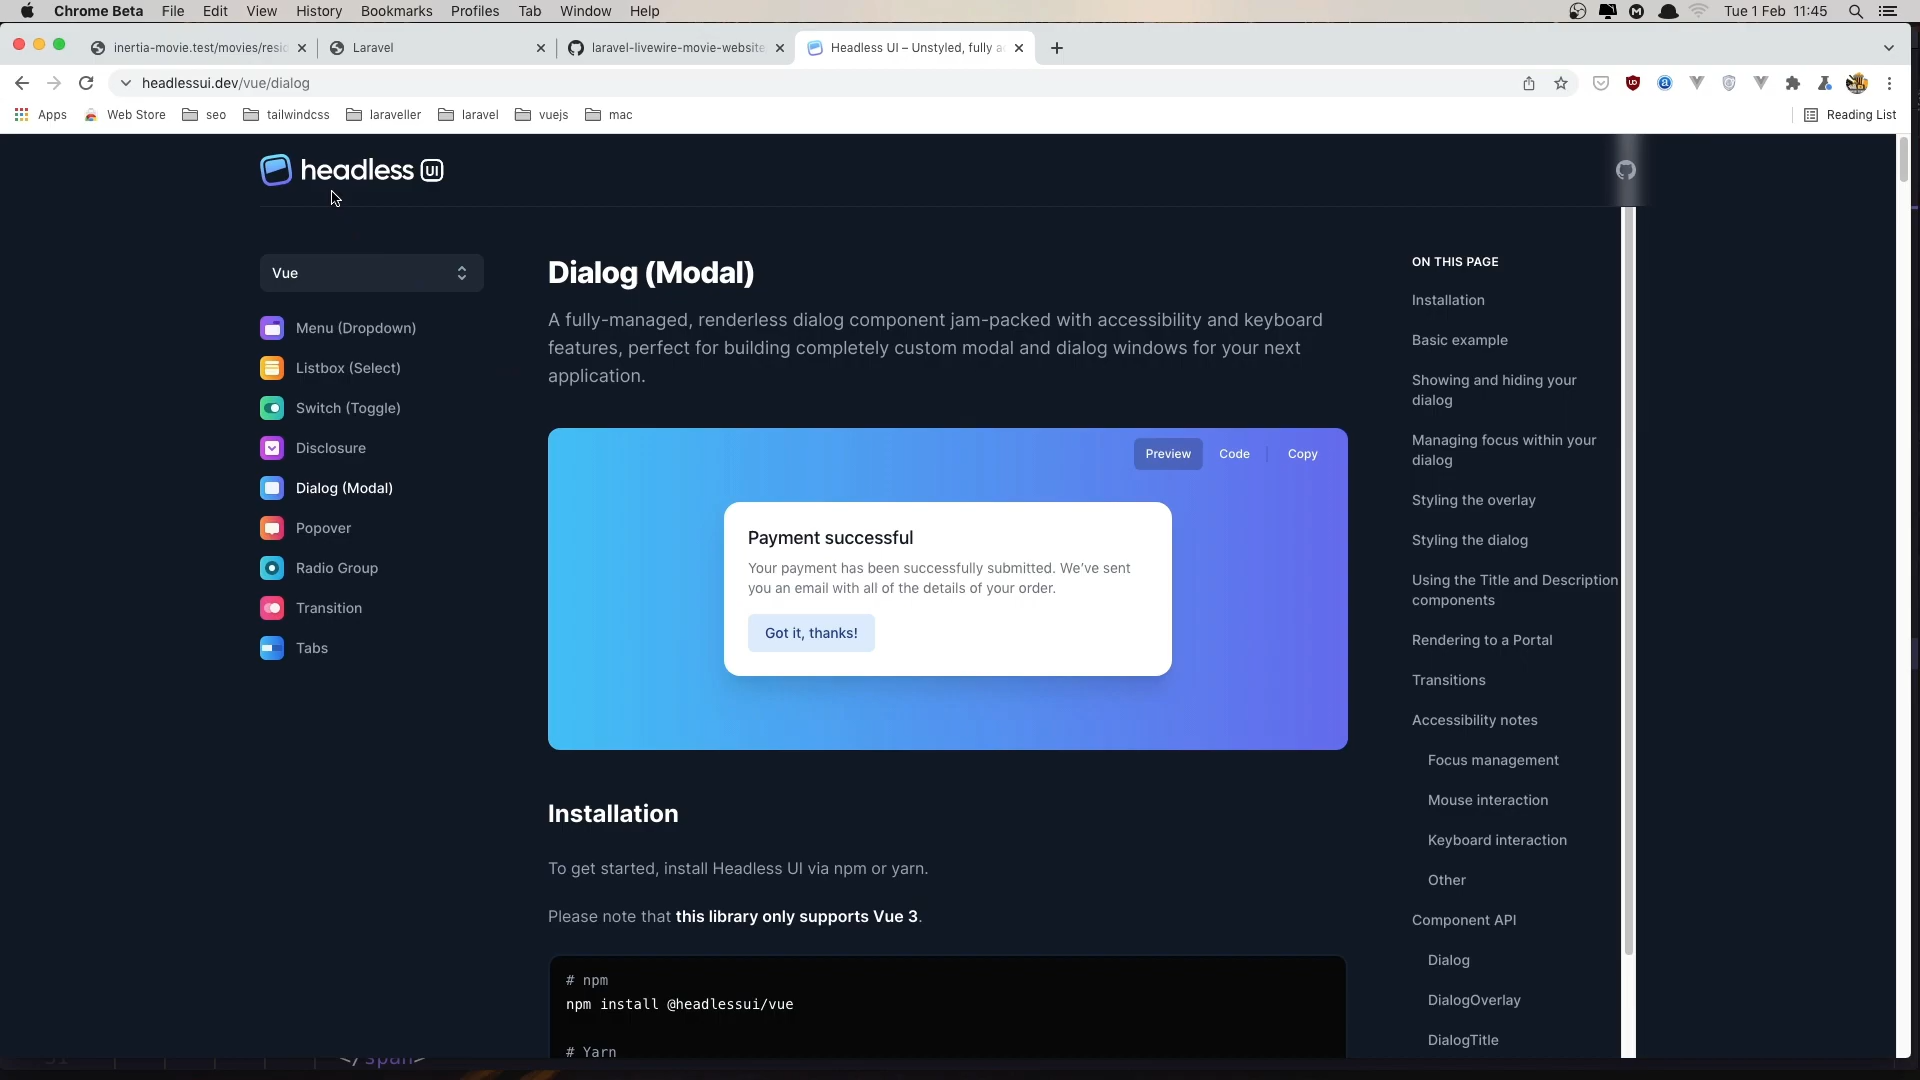 Chrome Beta File Edit View History Bookmarks Profiles Tab Window Help Tue 1 Feb 11:45
inertia-movie.test/movies/resid Laravel laravel-livewire-movie-website Headless UI – Unstyled, fully a
headlessui.dev/vue/dialog
Apps Web Store seo tailwindcss laraveller laravel vuejs mac Reading List
headless UI
Vue
Menu (Dropdown)
Listbox (Select)
Switch (Toggle)
Disclosure
Dialog (Modal)
Popover
Radio Group
Transition
Tabs
Dialog (Modal)
A fully-managed, renderless dialog component jam-packed with accessibility and keyboard
features, perfect for building completely custom modal and dialog windows for your next
application.
Preview Code Copy
Payment successful
Your payment has been successfully submitted. We’ve sent
you an email with all of the details of your order.
Got it, thanks!
Installation
To get started, install Headless UI via npm or yarn.
Please note that this library only supports Vue 3.
# npm
npm install @headlessui/vue
# Yarn
ON THIS PAGE
Installation
Basic example
Showing and hiding your
dialog
Managing focus within your
dialog
Styling the overlay
Styling the dialog
Using the Title and Description
components
Rendering to a Portal
Transitions
Accessibility notes
Focus management
Mouse interaction
Keyboard interaction
Other
Component API
Dialog
DialogOverlay
DialogTitle
</span>